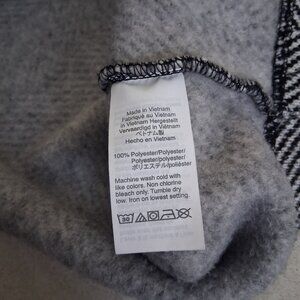 Made in Vietnam
Fabriqué au Vietnam
In Vietnam Hergestellt
Vervaardigd in Vietnam
ベトナム製
Hecho en Vietnam
100% Polyester/Polyester/
Polyester/polyester/
ポリエステル/poliéster
Machine wash cold with
like colors. Non chlorine
bleach only. Tumble dry
low. Iron on lowest setting.
30